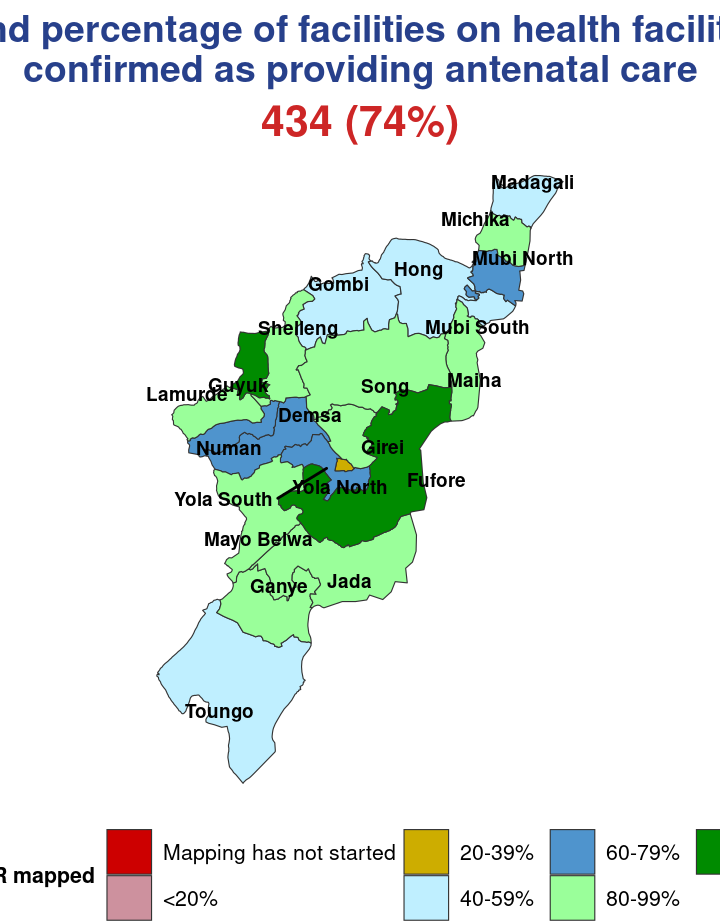 percentage of facilities on health
confirmed as providing antenatal care
434 (74%)
Madagali
Michika
Mubi North
Hong
Gombi
Shelleng
Mubi South
Guyuk
Song
Maiha
Lamurde
Demsa
Numan
Girei
Fufore
Yola North
Yola South
Mayo Belwa
Ganye
Jada
Toungo
mapped
Mapping has not started
20-39%
60-79%
<20%
40-59%
80-99%